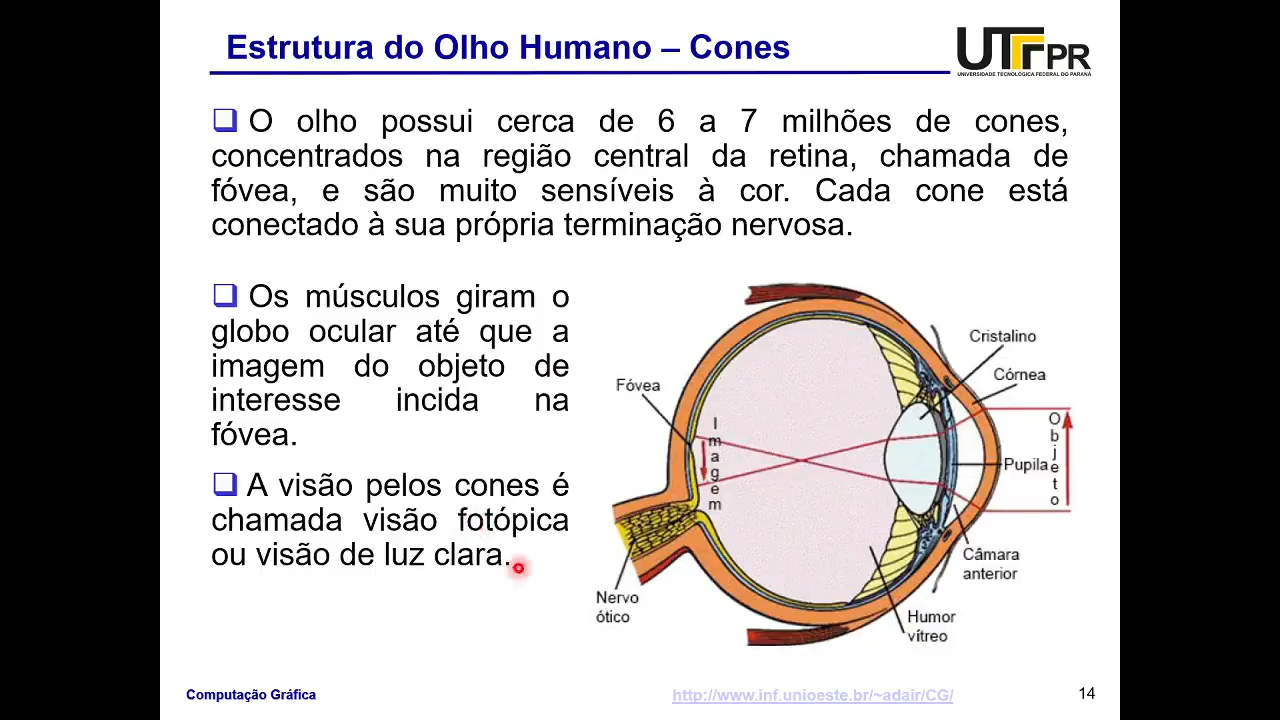 Estrutura do Olho Humano – Cones
UTFPR
UNIVERSIDADE TECNOLÓGICA FEDERAL DO PARANÁ
❑ O olho possui cerca de 6 a 7 milhões de cones,
concentrados na região central da retina, chamada de
fóvea, e são muito sensíveis à cor. Cada cone está
conectado à sua própria terminação nervosa.
❑ Os músculos giram o
globo ocular até que a
imagem do objeto de
interesse incida na
fóvea.
❑ A visão pelos cones é
chamada visão fotópica
ou visão de luz clara.
Cristalino
Córnea
Fóvea
Imagem
Objeto
Pupila
Câmara
anterior
Nervo
ótico
Humor
vítreo
Computação Gráfica
http://www.inf.unioeste.br/~adair/CG/
14